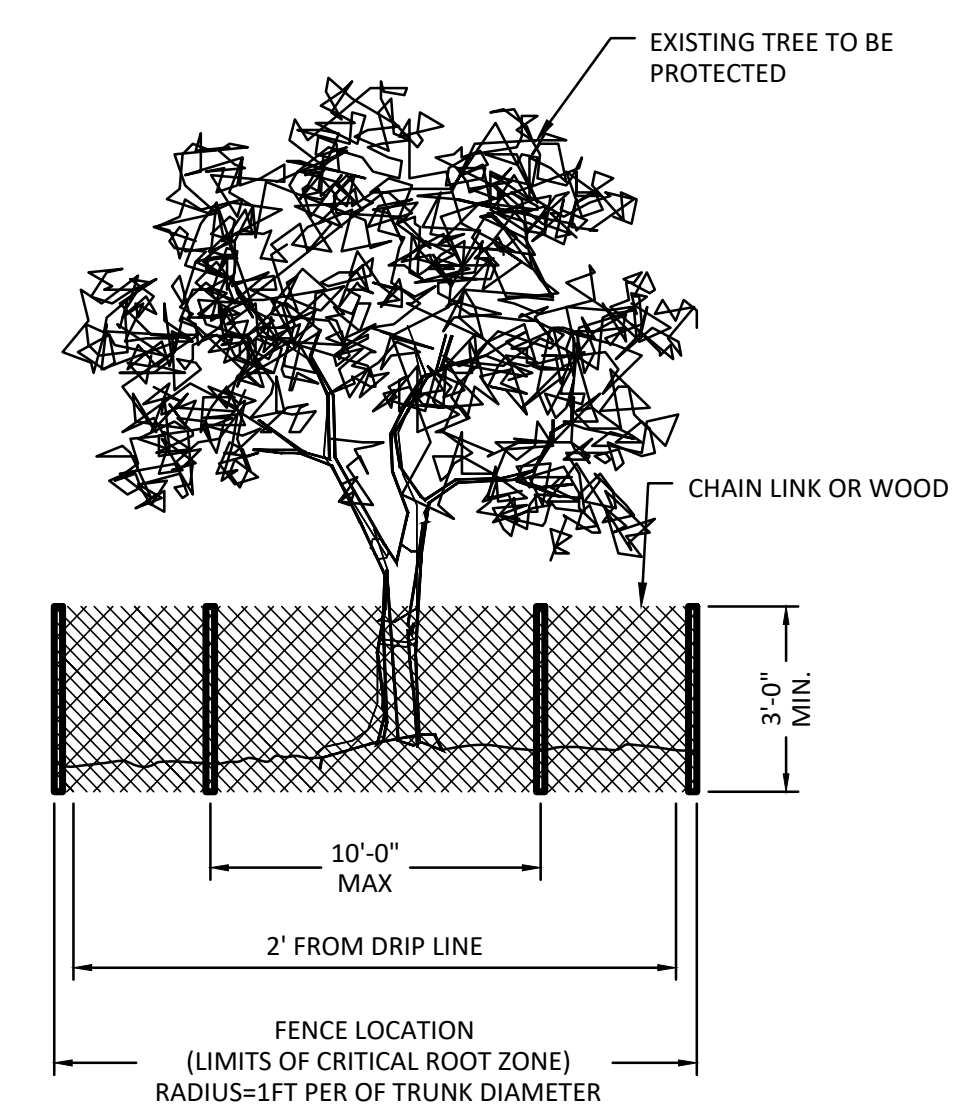 EXISTING TREE TO BE
PROTECTED
CHAIN LINK OR WOOD
3'-0"
MIN.
10'-0"
MAX
2' FROM DRIP LINE
FENCE LOCATION
(LIMITS OF CRITICAL ROOT ZONE)
RADIUS=1FT PER OF TRUNK DIAMETER